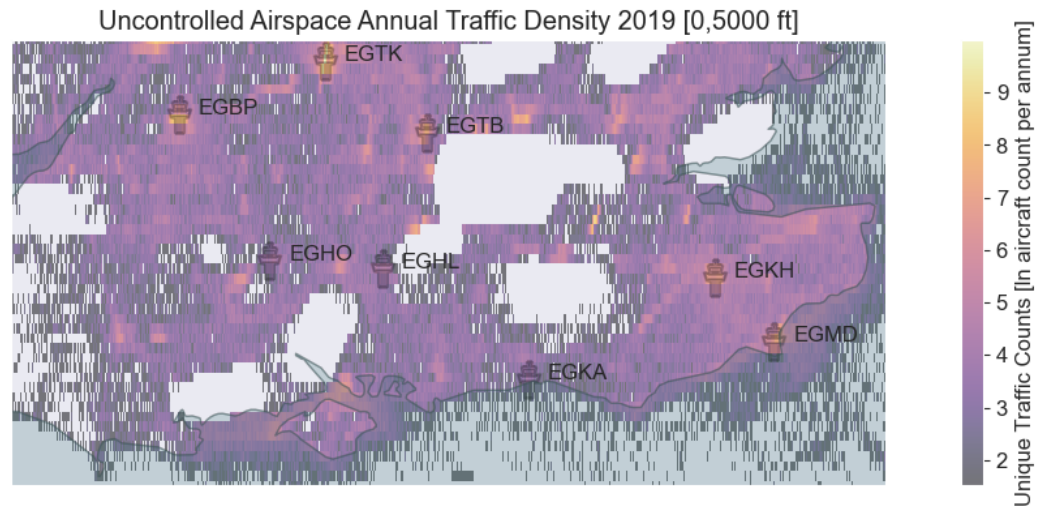 Uncontrolled Airspace Annual Traffic Density 2019 [0,5000 ft]
EGTK
EGBP
EGTB
EGHO
EGHL
EGKH
EGMD
EGKA
9
8
7
6
5
4
3
2
Unique Traffic Counts [ln aircraft count per annum]